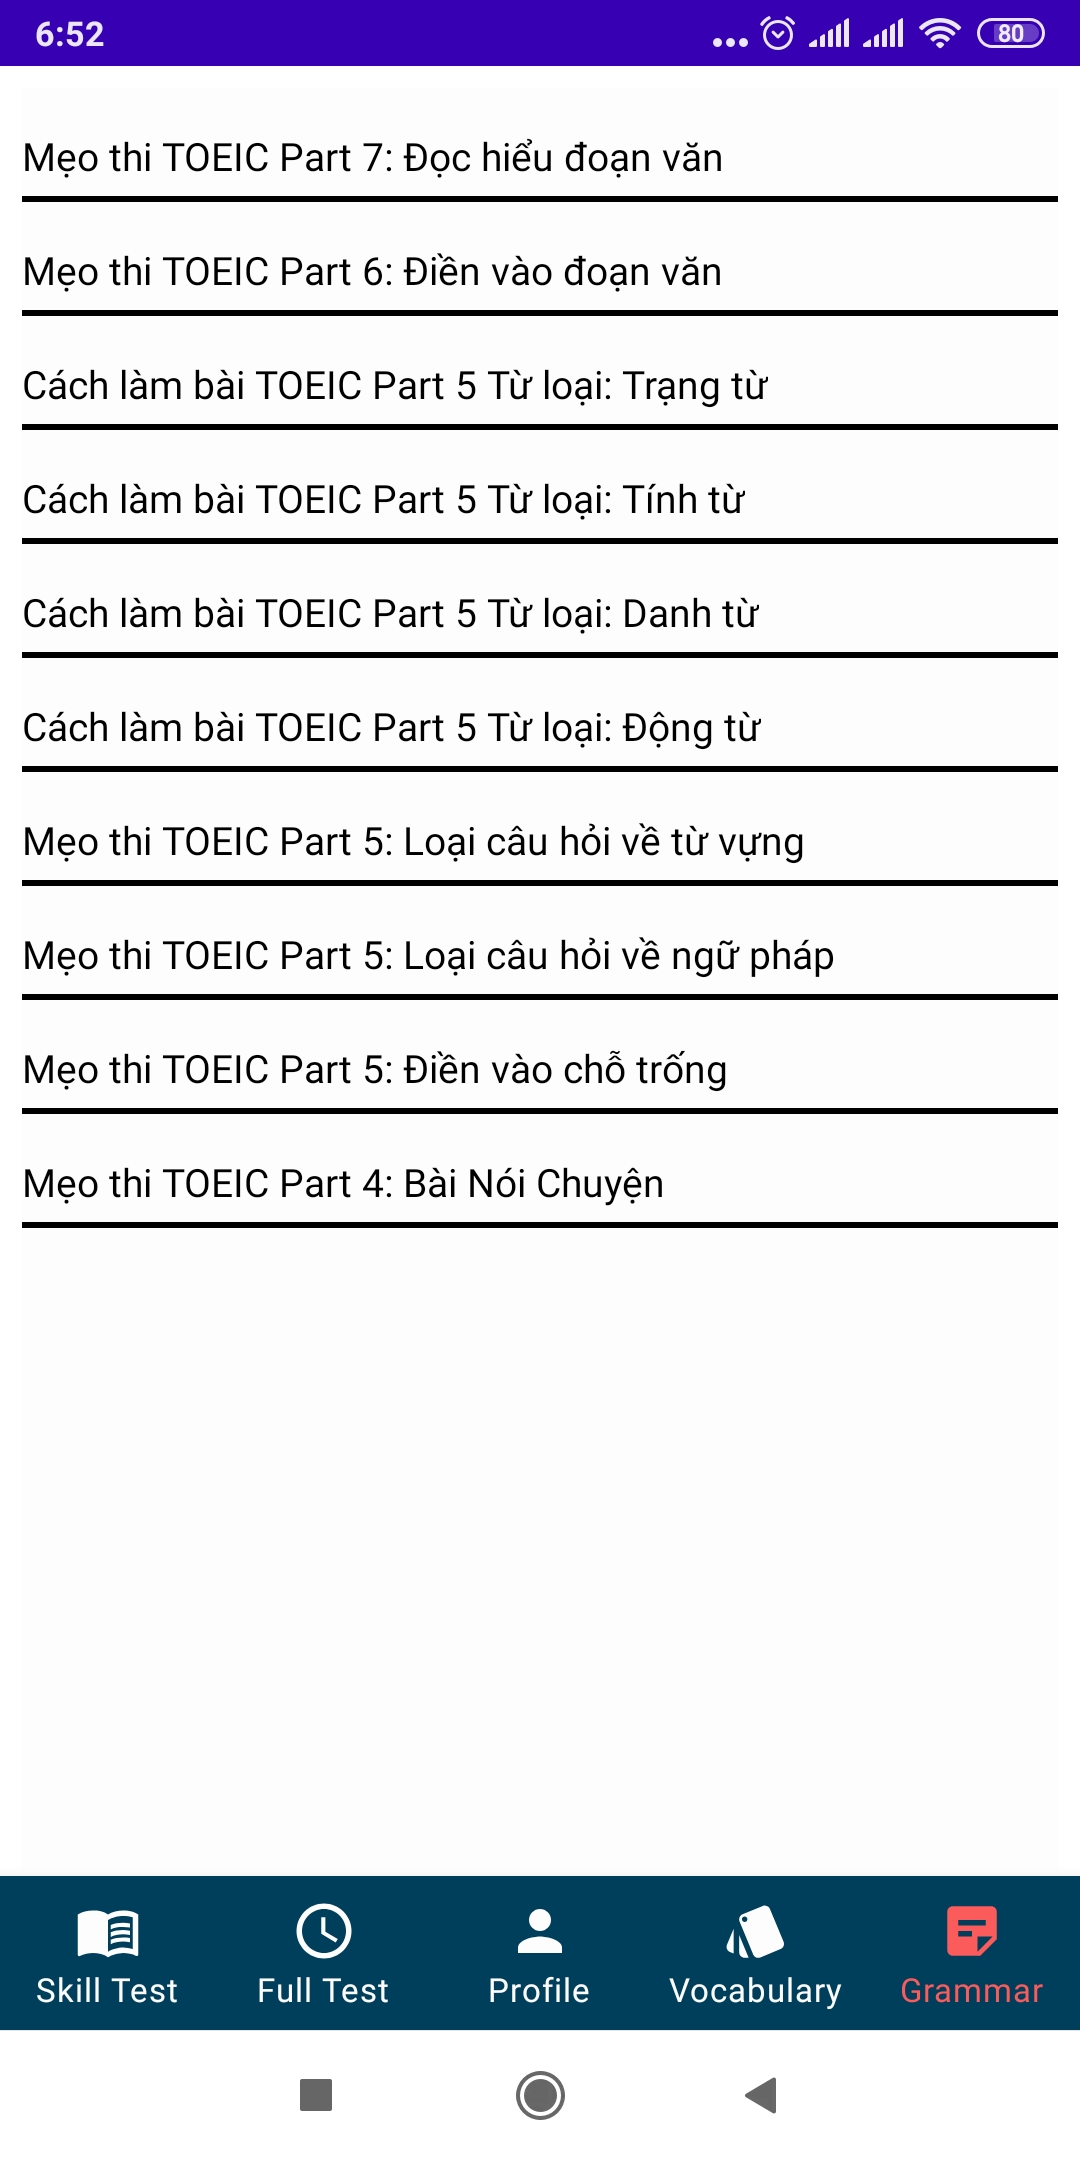 6:52
80
Mẹo thi TOEIC Part 7: Đọc hiểu đoạn văn
Mẹo thi TOEIC Part 6: Điền vào đoạn văn
Cách làm bài TOEIC Part 5 Từ loại: Trạng từ
Cách làm bài TOEIC Part 5 Từ loại: Tính từ
Cách làm bài TOEIC Part 5 Từ loại: Danh từ
Cách làm bài TOEIC Part 5 Từ loại: Động từ
Mẹo thi TOEIC Part 5: Loại câu hỏi về từ vựng
Mẹo thi TOEIC Part 5: Loại câu hỏi về ngữ pháp
Mẹo thi TOEIC Part 5: Điền vào chỗ trống
Mẹo thi TOEIC Part 4: Bài Nói Chuyện
Skill Test
Full Test
Profile
Vocabulary
Grammar